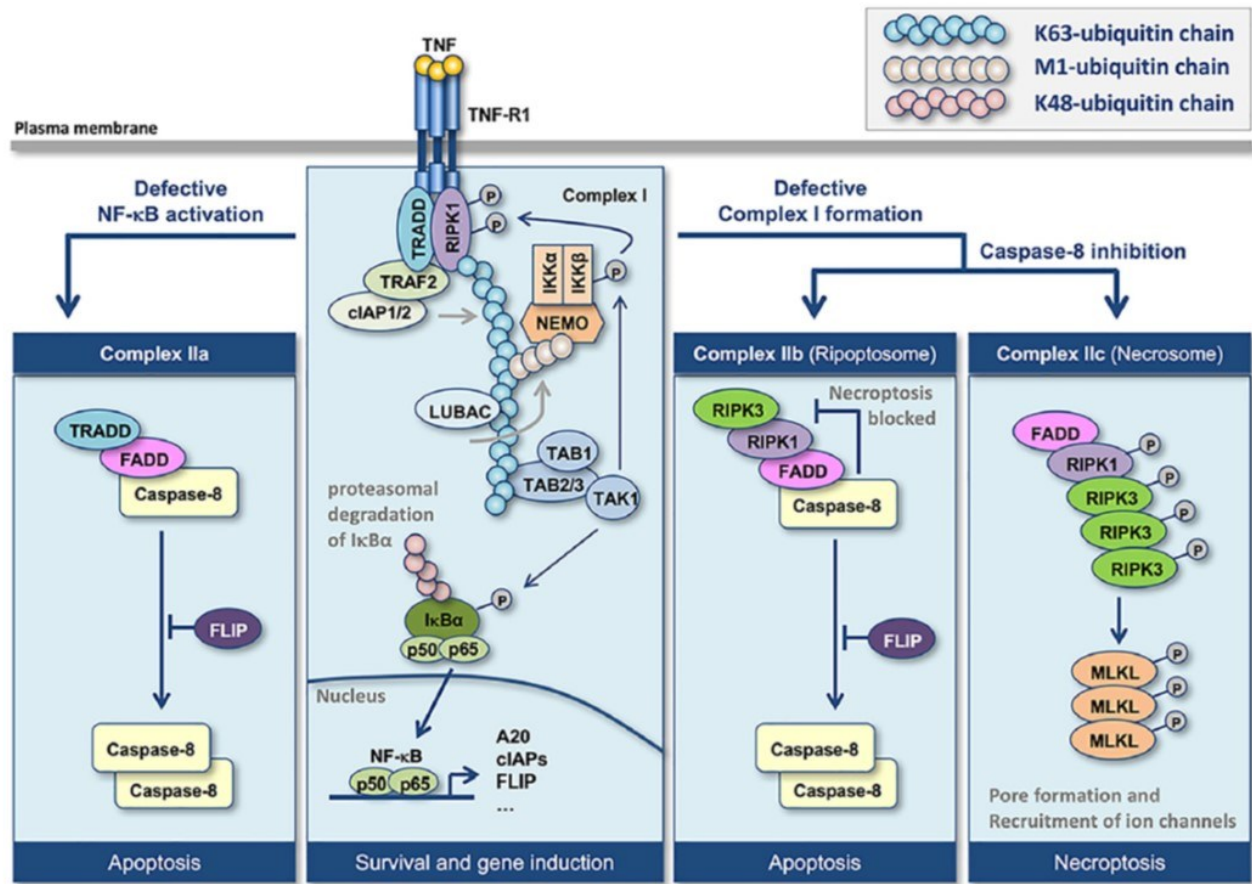 K63-ubiquitin chain
M1-ubiquitin chain
K48-ubiquitin chain
TNF
TNF-R1
Plasma membrane
Defective
NF-κB activation
Complex I
Defective
Complex I formation
Caspase-8 inhibition
P
P
TRADD
RIPK1
TRAF2
cIAP1/2
IKKα
IKKβ
P
NEMO
LUBAC
TAB1
TAB2/3
TAK1
proteasomal
degradation
of IκBα
P
IκBα
p50
p65
Nucleus
NF-κB
p50
p65
A20
cIAPs
FLIP
...
Survival and gene induction
Complex IIa
TRADD
FADD
Caspase-8
FLIP
Caspase-8
Caspase-8
Apoptosis
Complex IIb (Ripoptosome)
Necroptosis
blocked
RIPK3
RIPK1
FADD
Caspase-8
FLIP
Caspase-8
Caspase-8
Apoptosis
Complex IIc (Necrosome)
FADD
RIPK1
P
RIPK3
P
RIPK3
P
RIPK3
P
MLKL
P
MLKL
P
MLKL
P
Pore formation and
Recruitment of ion channels
Necroptosis